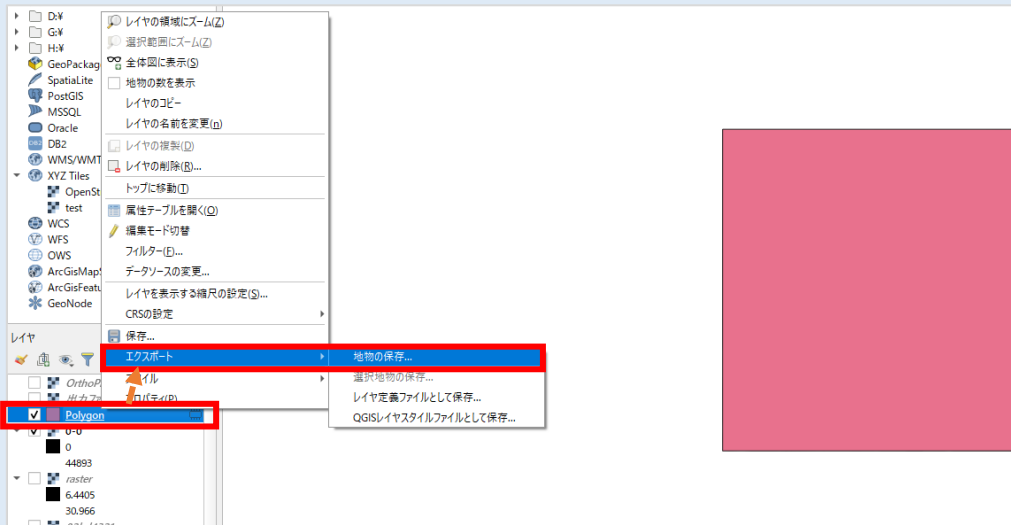 D:¥
G:¥
H:¥
GeoPackag
SpatiaLite
PostGIS
MSSQL
Oracle
DB2
WMS/WMT
XYZ Tiles
OpenSt
test
WCS
WFS
OWS
ArcGisMapS
ArcGisFeatu
GeoNode
レイヤの領域にズーム(Z)
選択範囲にズーム(Z)
全体図に表示(S)
地物の数を表示
レイヤのコピー
レイヤの名前を変更(n)
レイヤの複製(D)
レイヤの削除(R)...
トップに移動(T)
属性テーブルを開く(O)
編集モード切替
フィルター(F)...
データソースの変更...
レイヤを表示する縮尺の設定(S)...
CRSの設定
保存...
エクスポート
プロパティ(P)...
地物の保存...
選択地物の保存...
レイヤ定義ファイルとして保存...
QGISレイヤスタイルファイルとして保存...
レイヤ
OrthoP
出力ファ
Polygon
0-0
0
44893
raster
6.4405
30.966